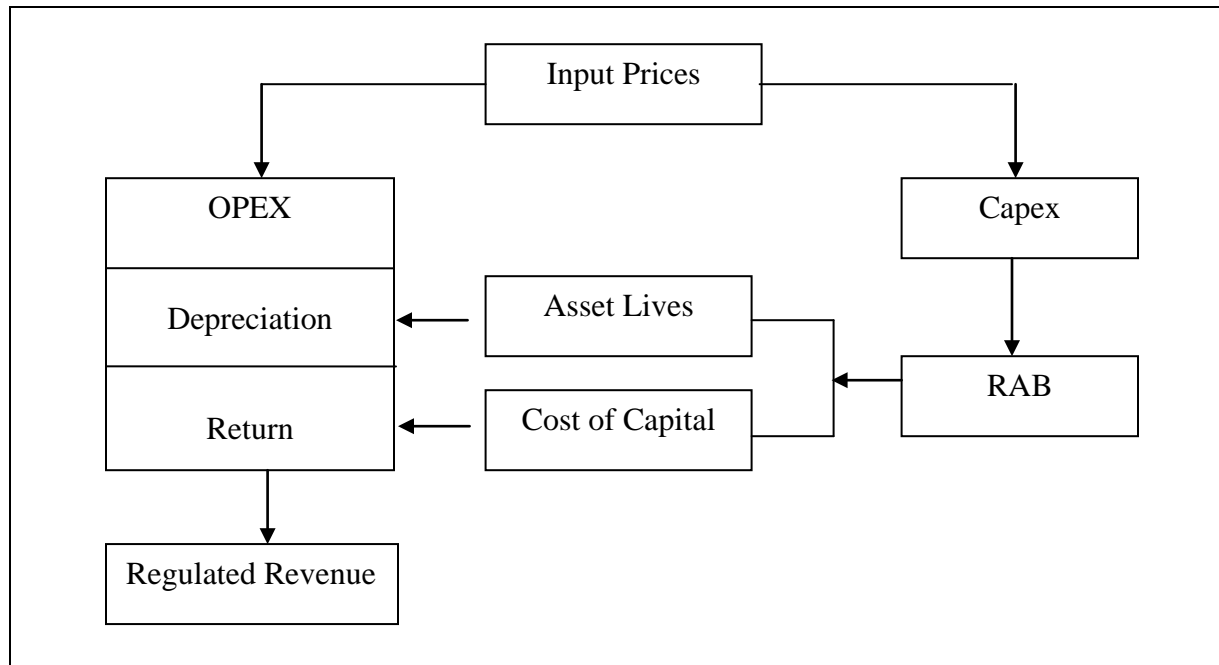 Input Prices
OPEX
Capex
Depreciation
Asset Lives
RAB
Return
Cost of Capital
Regulated Revenue